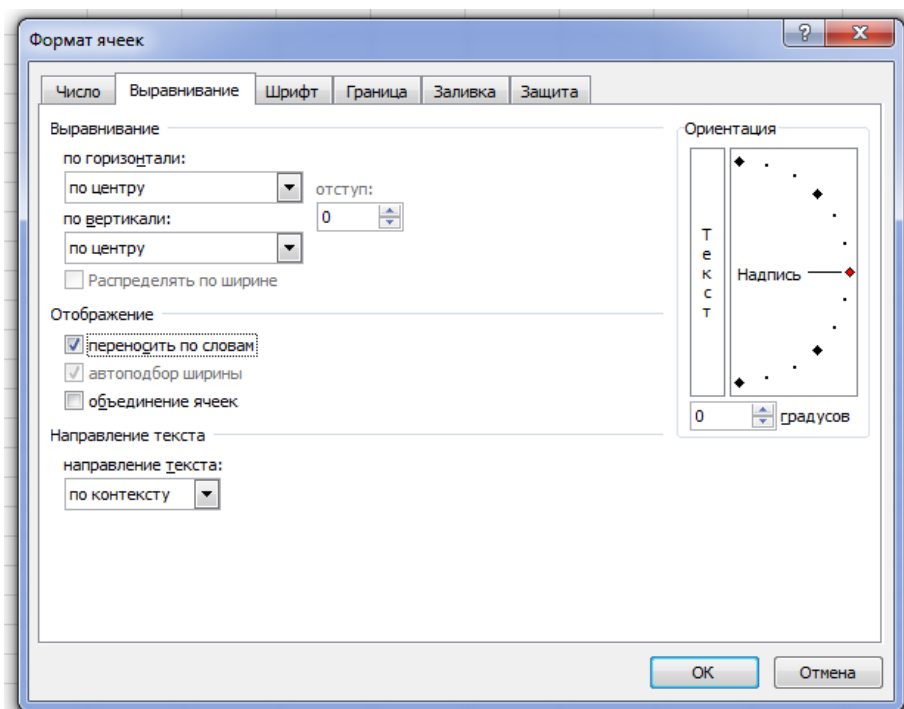 Формат ячеек
Число Выравнивание Шрифт Граница Заливка Защита
Выравнивание
по горизонтали:
по центру
отступ:
0
по вертикали:
по центру
Распределять по ширине
Отображение
переносить по словам
автоподбор ширины
объединение ячеек
Направление текста
направление текста:
по контексту
Ориентация
Текст
Надпись
0 градусов
ОК Отмена